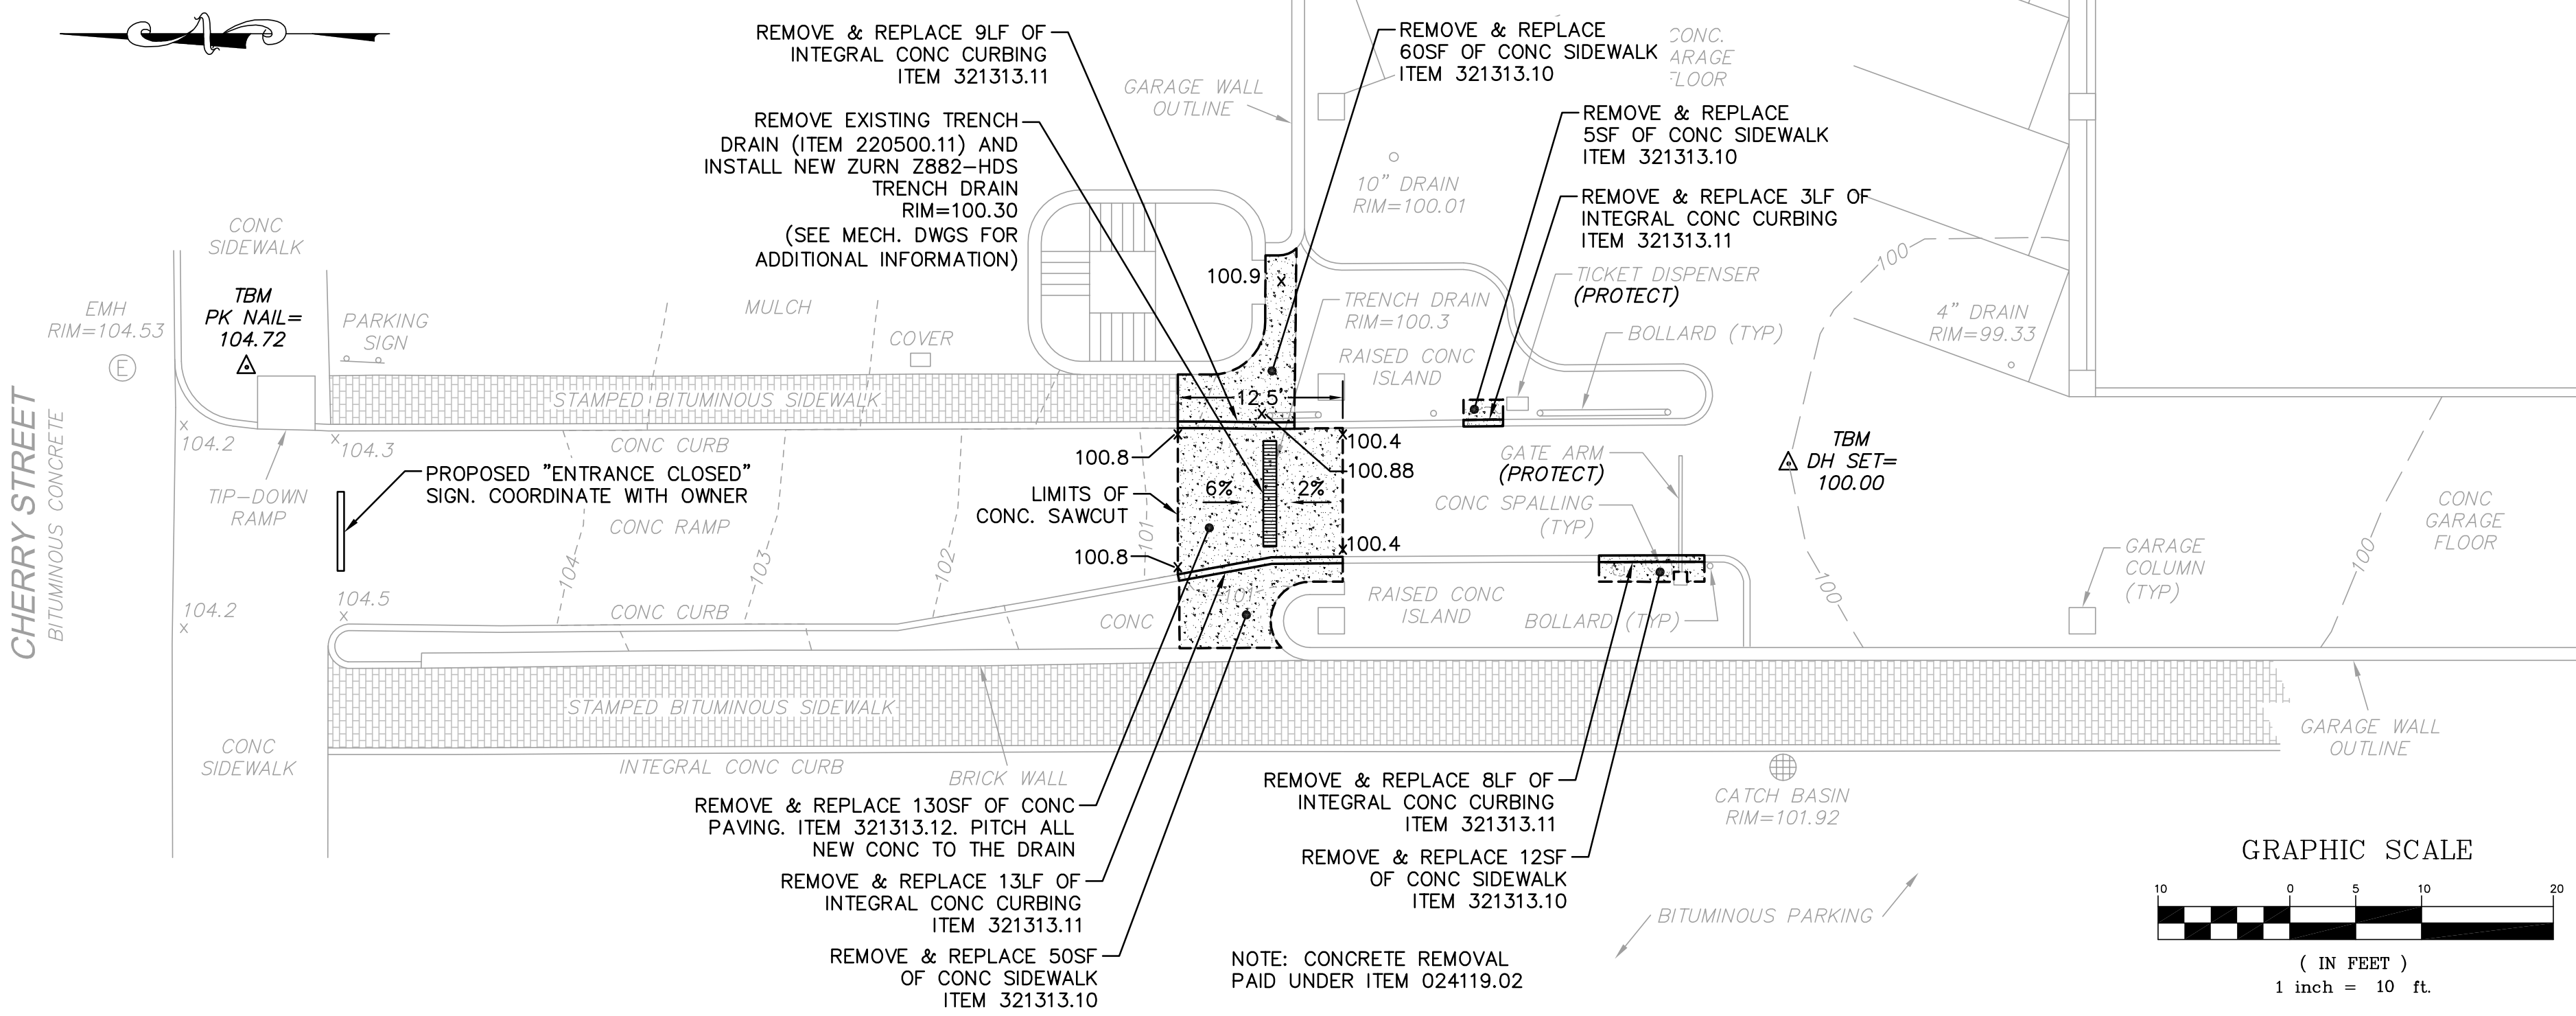 REMOVE & REPLACE 9LF OF
INTEGRAL CONC CURBING
ITEM 321313.11
REMOVE EXISTING TRENCH
DRAIN (ITEM 220500.11) AND
INSTALL NEW ZURN Z882-HDS
TRENCH DRAIN
RIM=100.30
(SEE MECH. DWGS FOR
ADDITIONAL INFORMATION)
GARAGE WALL
OUTLINE
REMOVE & REPLACE
60SF OF CONC SIDEWALK
ITEM 321313.10
REMOVE & REPLACE
5SF OF CONC SIDEWALK
ITEM 321313.10
REMOVE & REPLACE 3LF OF
INTEGRAL CONC CURBING
ITEM 321313.11
10" DRAIN
RIM=100.01
TICKET DISPENSER
(PROTECT)
TRENCH DRAIN
RIM=100.3
BOLLARD (TYP)
RAISED CONC
ISLAND
100
4" DRAIN
RIM=99.33
CONC
SIDEWALK
EMH
RIM=104.53
E
TBM
PK NAIL=
104.72
PARKING
SIGN
MULCH
COVER
100.9
x
STAMPED BITUMINOUS SIDEWALK
12.5'
CHERRY STREET
BITUMINOUS CONCRETE
x
104.2
x
104.3
CONC CURB
100.8
x
x
x
100.4
100.88
TIP-DOWN
RAMP
PROPOSED "ENTRANCE CLOSED"
SIGN. COORDINATE WITH OWNER
CONC RAMP
LIMITS OF
CONC. SAWCUT
6%
2%
GATE ARM
(PROTECT)
CONC SPALLING
(TYP)
TBM
DH SET=
100.00
CONC
GARAGE
FLOOR
104
103
102
101
100.8
x
x
100.4
100
100
GARAGE
COLUMN
(TYP)
104.2
x
104.5
x
CONC CURB
CONC
101
RAISED CONC
ISLAND
BOLLARD (TYP)
STAMPED BITUMINOUS SIDEWALK
CONC
SIDEWALK
INTEGRAL CONC CURB
BRICK WALL
GARAGE WALL
OUTLINE
REMOVE & REPLACE 130SF OF CONC
PAVING. ITEM 321313.12. PITCH ALL
NEW CONC TO THE DRAIN
REMOVE & REPLACE 13LF OF
INTEGRAL CONC CURBING
ITEM 321313.11
REMOVE & REPLACE 50SF
OF CONC SIDEWALK
ITEM 321313.10
REMOVE & REPLACE 8LF OF
INTEGRAL CONC CURBING
ITEM 321313.11
REMOVE & REPLACE 12SF
OF CONC SIDEWALK
ITEM 321313.10
CATCH BASIN
RIM=101.92
BITUMINOUS PARKING
NOTE: CONCRETE REMOVAL
PAID UNDER ITEM 024119.02
GRAPHIC SCALE
10 0 5 10 20
( IN FEET )
1 inch = 10 ft.